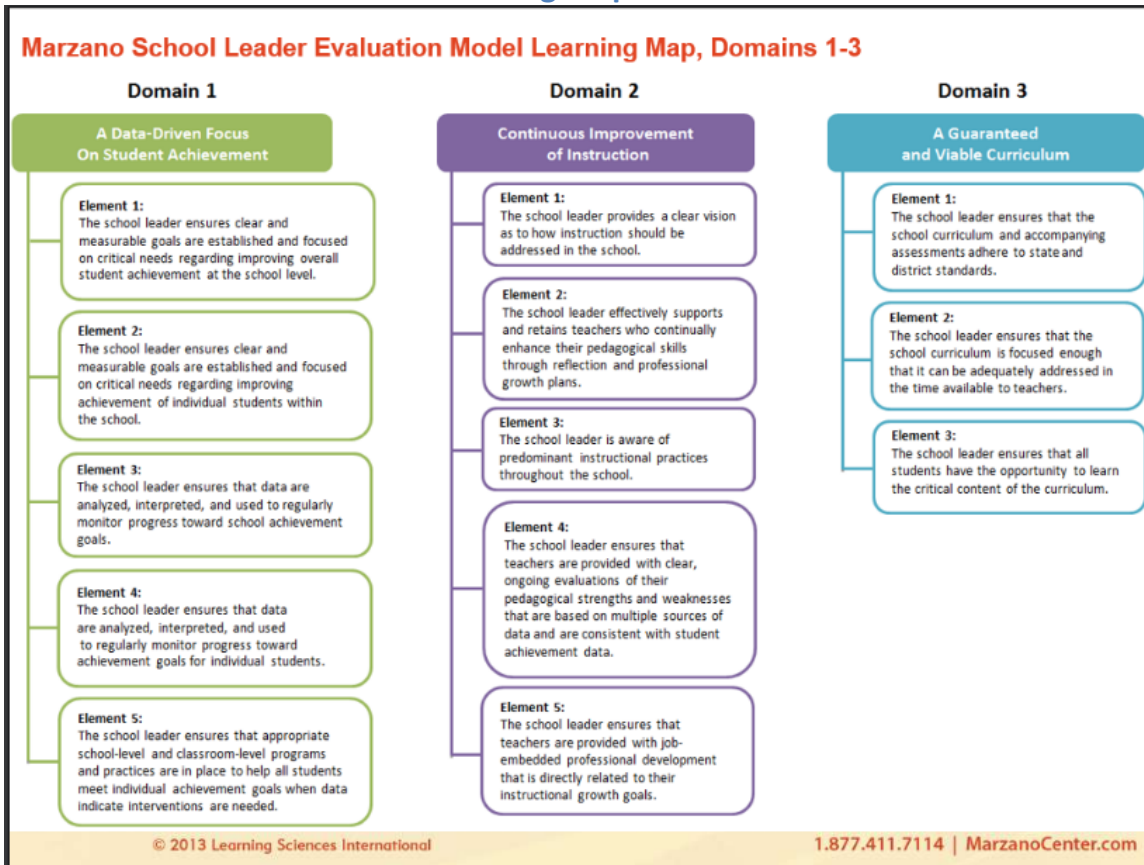 Marzano School Leader Evaluation Model Learning Map, Domains 1-3
Domain 1
A Data-Driven Focus
On Student Achievement
Element 1:
The school leader ensures clear and
measurable goals are established and focused
on critical needs regarding improving overall
student achievement at the school level.
Element 2:
The school leader ensures clear and
measurable goals are established and focused
on critical needs regarding improving
achievement of individual students within
the school.
Element 3:
The school leader ensures that data are
analyzed, interpreted, and used to regularly
monitor progress toward school achievement
goals.
Element 4:
The school leader ensures that data
are analyzed, interpreted, and used
to regularly monitor progress toward
achievement goals for individual students.
Element 5:
The school leader ensures that appropriate
school-level and classroom-level programs
and practices are in place to help all students
meet individual achievement goals when data
indicate interventions are needed.
Domain 2
Continuous Improvement
of Instruction
Element 1:
The school leader provides a clear vision
as to how instruction should be
addressed in the school.
Element 2:
The school leader effectively supports
and retains teachers who continually
enhance their pedagogical skills
through reflection and professional
growth plans.
Element 3:
The school leader is aware of
predominant instructional practices
throughout the school.
Element 4:
The school leader ensures that
teachers are provided with clear,
ongoing evaluations of their
pedagogical strengths and weaknesses
that are based on multiple sources of
data and are consistent with student
achievement data.
Element 5:
The school leader ensures that
teachers are provided with job-
embedded professional development
that is directly related to their
instructional growth goals.
Domain 3
A Guaranteed
and Viable Curriculum
Element 1:
The school leader ensures that the
school curriculum and accompanying
assessments adhere to state and
district standards.
Element 2:
The school leader ensures that the
school curriculum is focused enough
that it can be adequately addressed in
the time available to teachers.
Element 3:
The school leader ensures that all
students have the opportunity to learn
the critical content of the curriculum.
© 2013 Learning Sciences International
1.877.411.7114 | MarzanoCenter.com